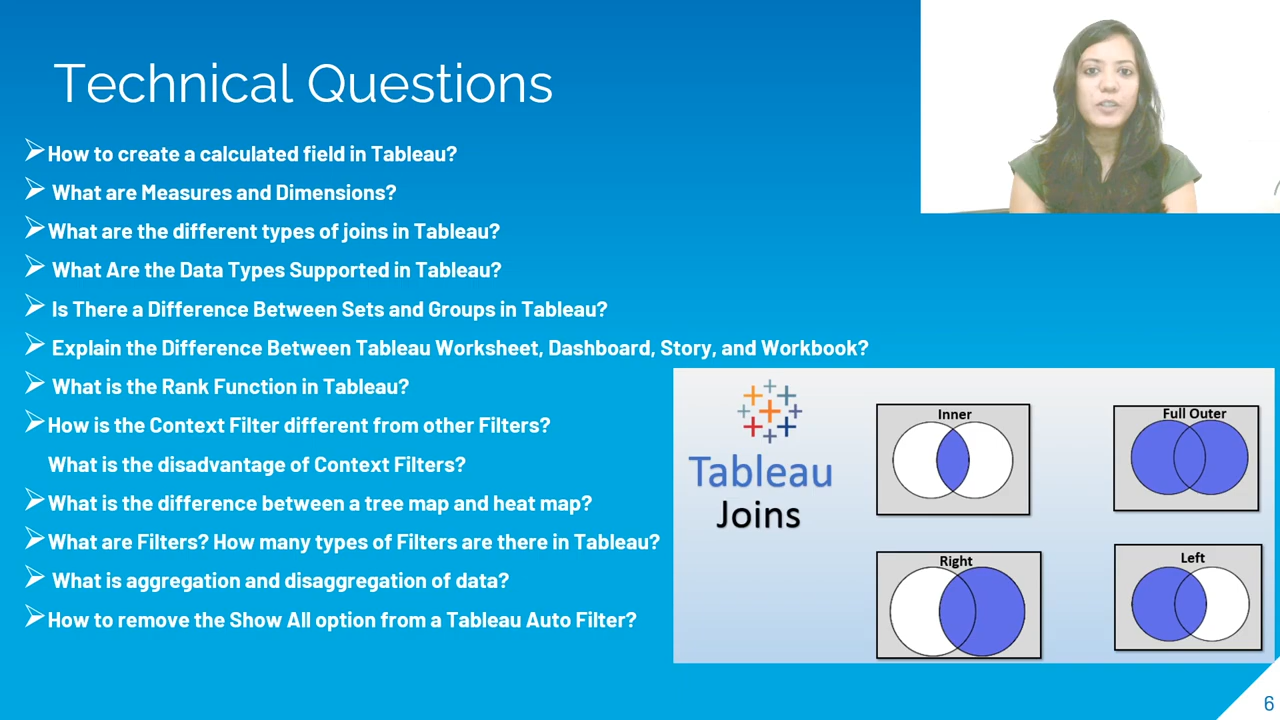 Technical Questions
How to create a calculated field in Tableau?
What are Measures and Dimensions?
What are the different types of joins in Tableau?
What Are the Data Types Supported in Tableau?
Is There a Difference Between Sets and Groups in Tableau?
Explain the Difference Between Tableau Worksheet, Dashboard, Story, and Workbook?
What is the Rank Function in Tableau?
How is the Context Filter different from other Filters?
What is the disadvantage of Context Filters?
What is the difference between a tree map and heat map?
What are Filters? How many types of Filters are there in Tableau?
What is aggregation and disaggregation of data?
How to remove the Show All option from a Tableau Auto Filter?
Tableau
Joins
Inner
Full Outer
Right
Left
6